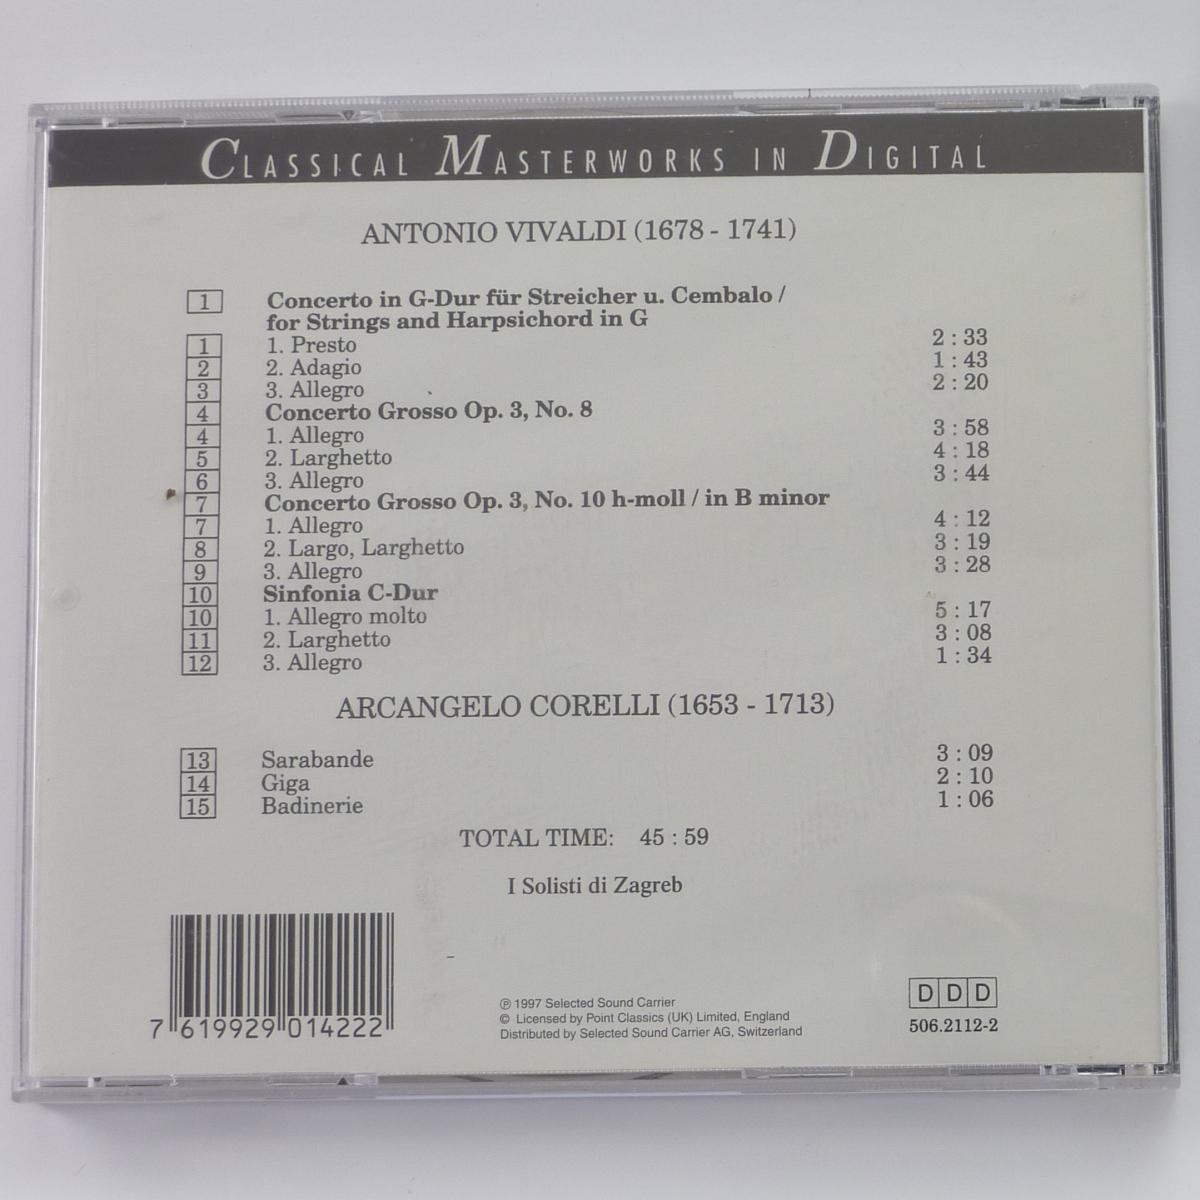 CLASSICAL MASTERWORKS IN DIGITAL
ANTONIO VIVALDI (1678 - 1741)
1 Concerto in G-Dur für Streicher u. Cembalo /
for Strings and Harpsichord in G
1 1. Presto 2 : 33
2 2. Adagio 1 : 43
3 3. Allegro 2 : 20
4 Concerto Grosso Op. 3, No. 8
4 1. Allegro 3 : 58
5 2. Larghetto 4 : 18
6 3. Allegro 3 : 44
7 Concerto Grosso Op. 3, No. 10 h-moll / in B minor
7 1. Allegro 4 : 12
8 2. Largo, Larghetto 3 : 19
9 3. Allegro 3 : 28
10 Sinfonia C-Dur
10 1. Allegro molto 5 : 17
11 2. Larghetto 3 : 08
12 3. Allegro 1 : 34
ARCANGELO CORELLI (1653 - 1713)
13 Sarabande 3 : 09
14 Giga 2 : 10
15 Badinerie 1 : 06
TOTAL TIME: 45 : 59
I Solisti di Zagreb
7 619929 014222
℗ 1997 Selected Sound Carrier
© Licensed by Point Classics (UK) Limited, England
Distributed by Selected Sound Carrier AG, Switzerland
D D D
506.2112-2